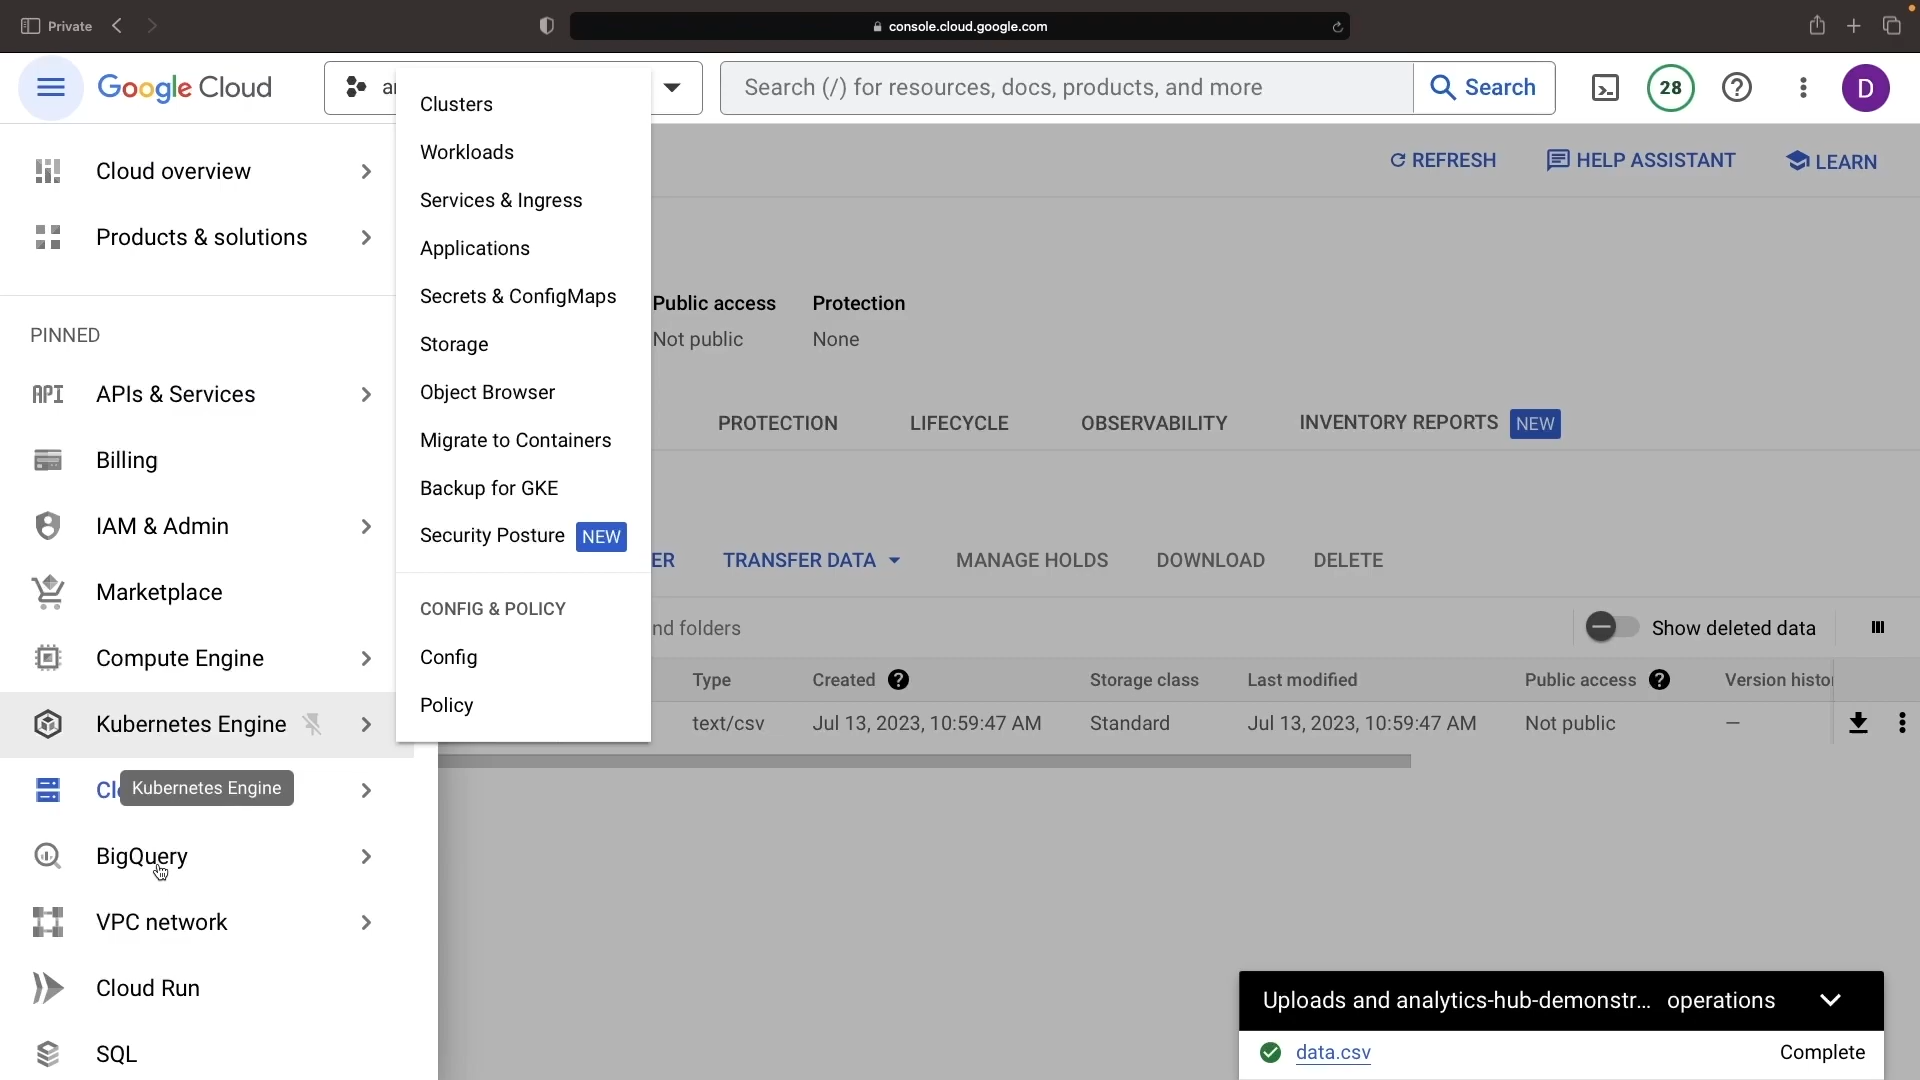 Private
console.cloud.google.com
Google Cloud
Search (/) for resources, docs, products, and more
Search
28
D
Cloud overview
Products & solutions
PINNED
API
APIs & Services
Billing
IAM & Admin
Marketplace
Compute Engine
Kubernetes Engine
Kubernetes Engine
BigQuery
VPC network
Cloud Run
SQL
Clusters
Workloads
Services & Ingress
Applications
Secrets & ConfigMaps
Storage
Object Browser
Migrate to Containers
Backup for GKE
Security Posture NEW
CONFIG & POLICY
Config
Policy
REFRESH
HELP ASSISTANT
LEARN
Public access Protection
Not public None
PROTECTION LIFECYCLE OBSERVABILITY INVENTORY REPORTS NEW
ER TRANSFER DATA MANAGE HOLDS DOWNLOAD DELETE
nd folders
Show deleted data
Type Created Storage class Last modified Public access Version histo
text/csv Jul 13, 2023, 10:59:47 AM Standard Jul 13, 2023, 10:59:47 AM Not public —
Uploads and analytics-hub-demonstr... operations
data.csv Complete